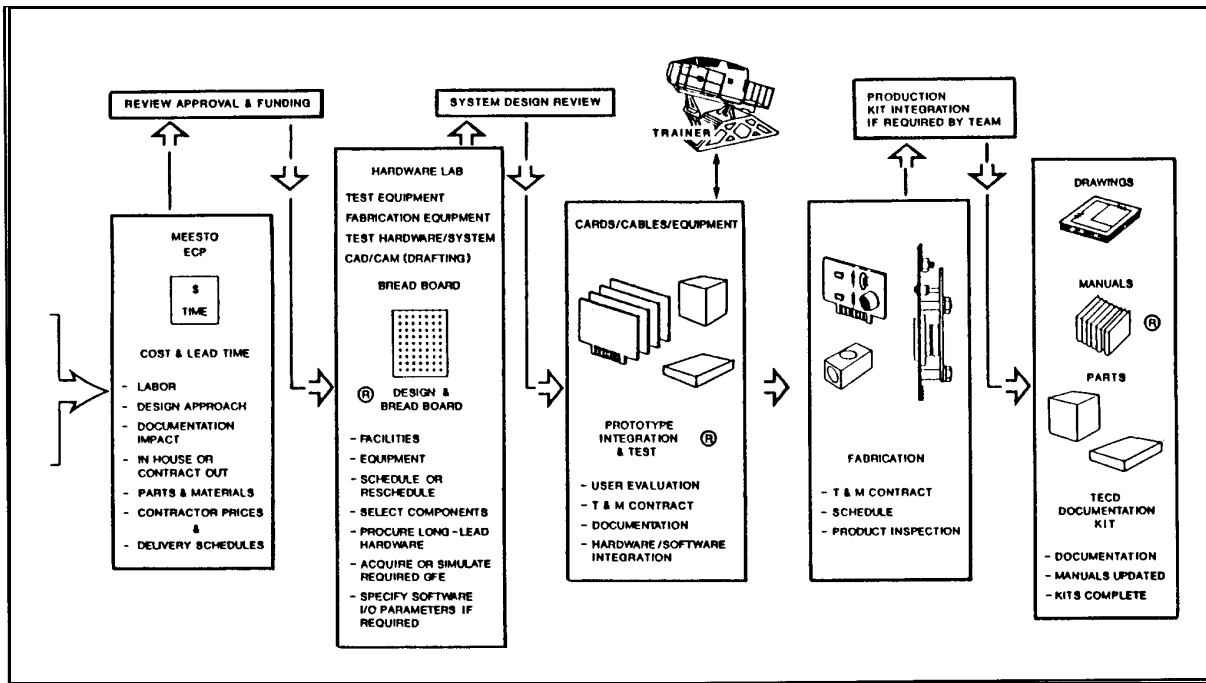 REVIEW APPROVAL & FUNDING
MEESTO
ECP
$
TIME
COST & LEAD TIME
- LABOR
- DESIGN APPROACH
- DOCUMENTATION
IMPACT
- IN HOUSE OR
CONTRACT OUT
- PARTS & MATERIALS
- CONTRACTOR PRICES
&
- DELIVERY SCHEDULES
HARDWARE LAB
TEST EQUIPMENT
FABRICATION EQUIPMENT
TEST HARDWARE/SYSTEM
CAD/CAM (DRAFTING)
BREAD BOARD
® DESIGN &
BREAD BOARD
- FACILITIES
- EQUIPMENT
- SCHEDULE OR
RESCHEDULE
- SELECT COMPONENTS
- PROCURE LONG-LEAD
HARDWARE
- ACQUIRE OR SIMULATE
REQUIRED GFE
- SPECIFY SOFTWARE
I/O PARAMETERS IF
REQUIRED
SYSTEM DESIGN REVIEW
TRAINER
CARDS/CABLES/EQUIPMENT
PROTOTYPE
INTEGRATION ®
& TEST
- USER EVALUATION
- T & M CONTRACT
- DOCUMENTATION
- HARDWARE/SOFTWARE
INTEGRATION
PRODUCTION
KIT INTEGRATION
IF REQUIRED BY TEAM
FABRICATION
- T & M CONTRACT
- SCHEDULE
- PRODUCT INSPECTION
DRAWINGS
MANUALS
®
PARTS
TECD
DOCUMENTATION
KIT
- DOCUMENTATION
- MANUALS UPDATED
- KITS COMPLETE